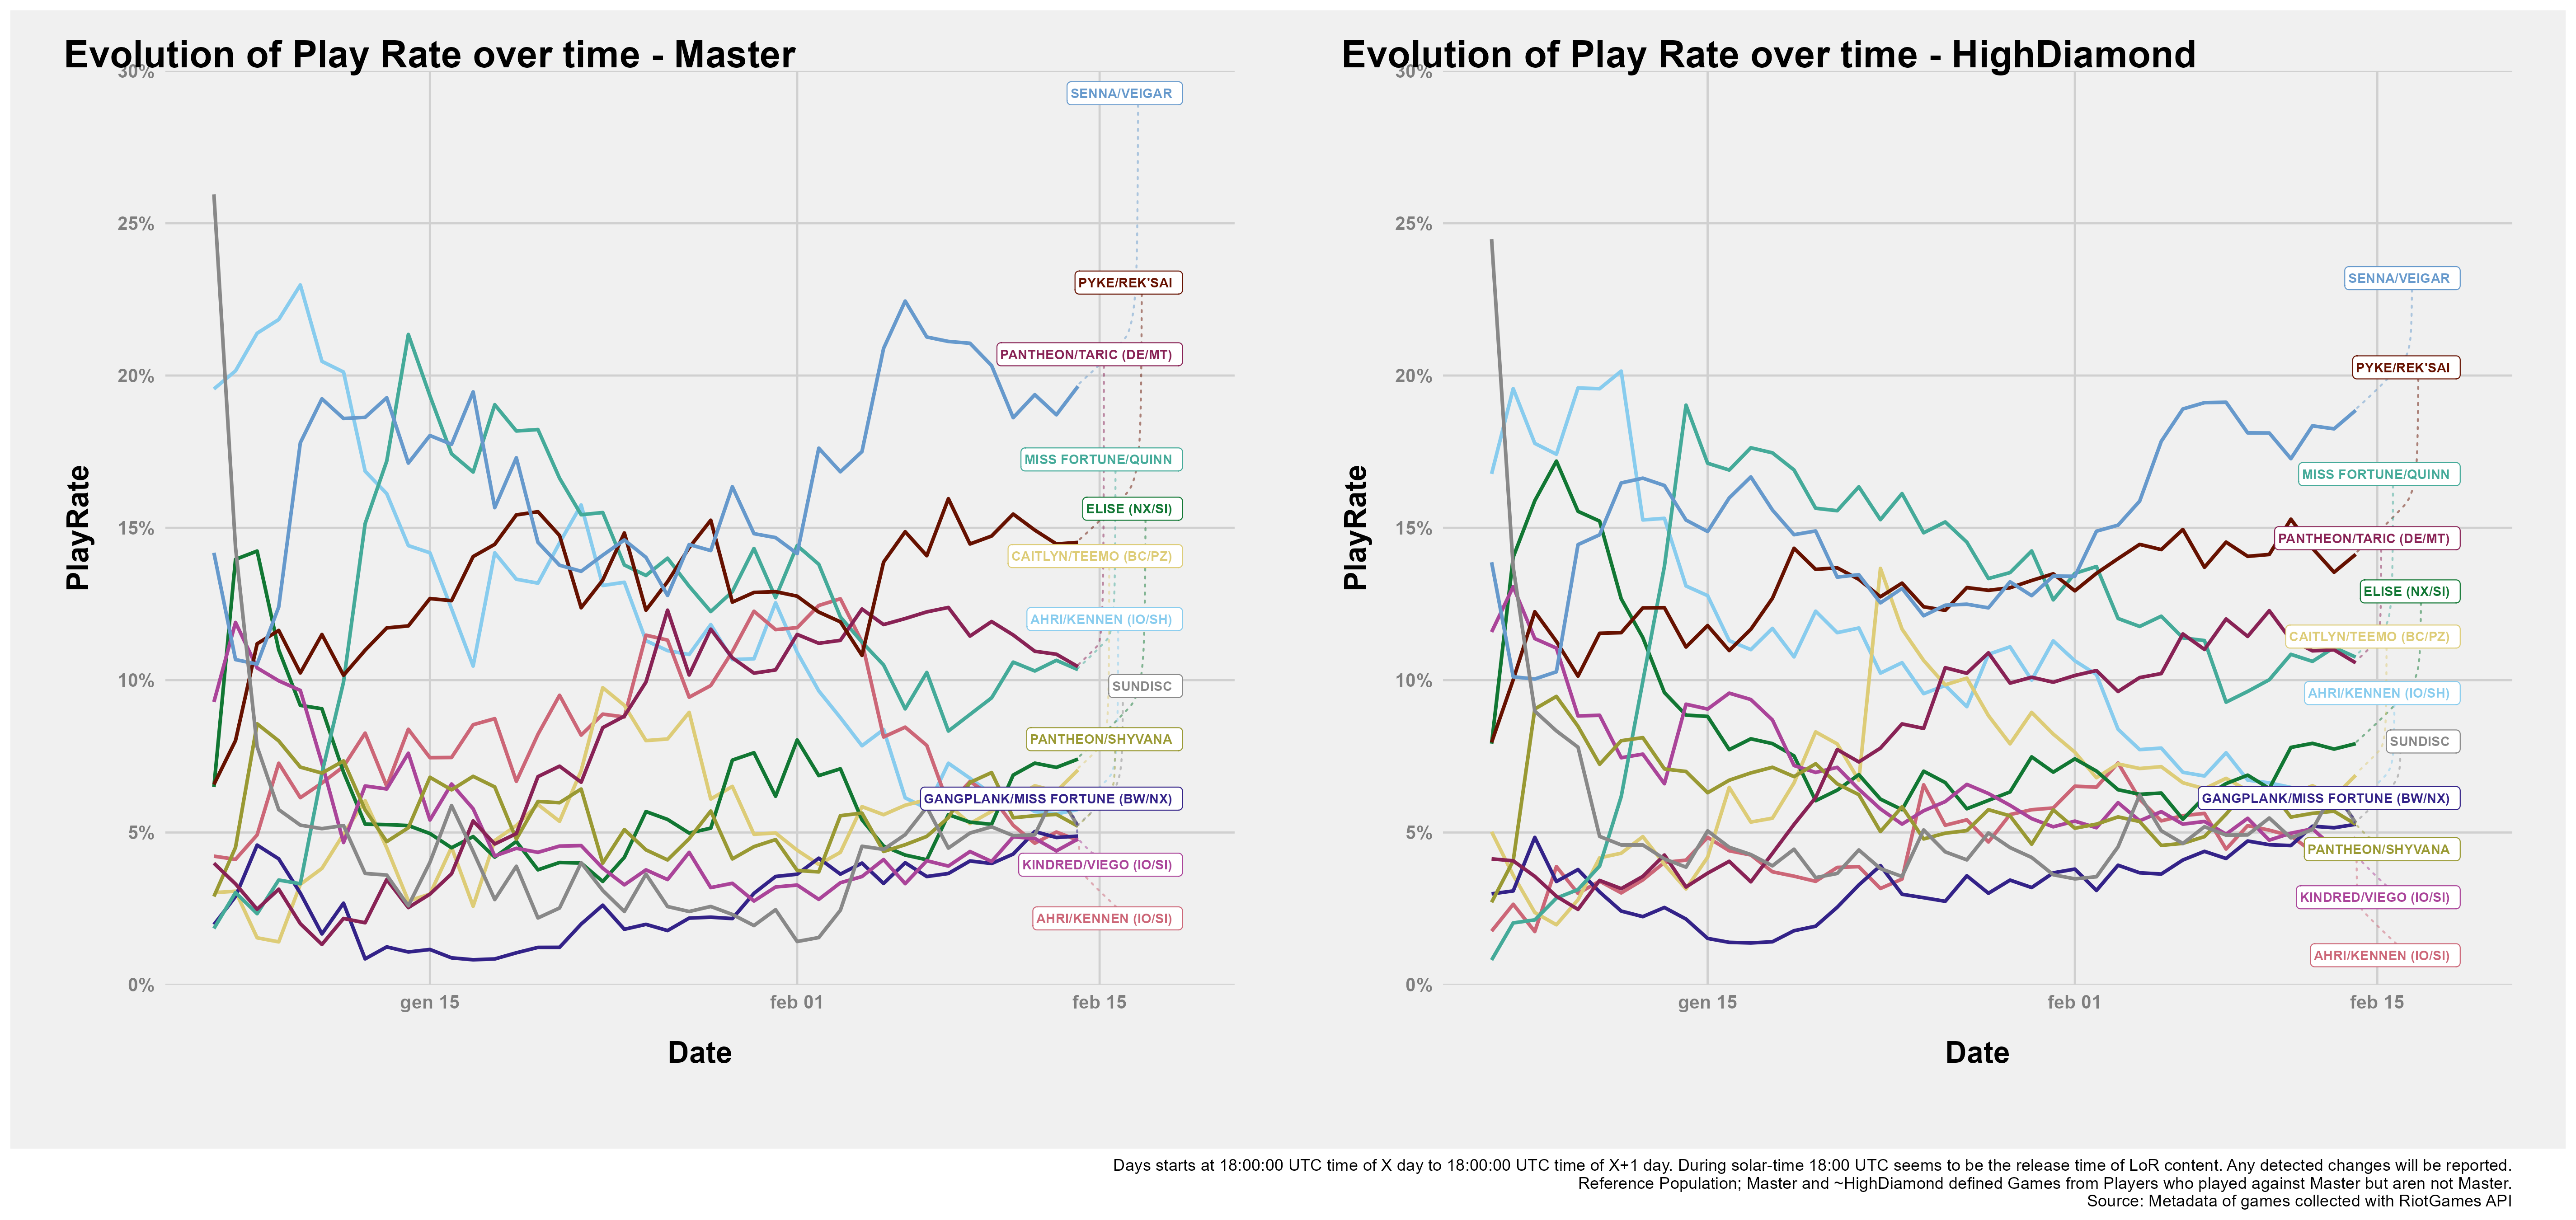 Evolution of Play Rate over time - Master
30%
25%
20%
15%
10%
5%
0%
PlayRate
SENNA/VEIGAR
PYKE/REK'SAI
PANTHEON/TARIC (DE/MT)
MISS FORTUNE/QUINN
ELISE (NX/SI)
CAITLYN/TEEMO (BC/PZ)
AHRI/KENNEN (IO/SH)
SUNDISC
PANTHEON/SHYVANA
GANGPLANK/MISS FORTUNE (BW/NX)
KINDRED/VIEGO (IO/SI)
AHRI/KENNEN (IO/SI)
gen 15
feb 01
feb 15
Date
Evolution of Play Rate over time - HighDiamond
30%
25%
20%
15%
10%
5%
0%
PlayRate
SENNA/VEIGAR
PYKE/REK'SAI
MISS FORTUNE/QUINN
PANTHEON/TARIC (DE/MT)
ELISE (NX/SI)
CAITLYN/TEEMO (BC/PZ)
AHRI/KENNEN (IO/SH)
SUNDISC
GANGPLANK/MISS FORTUNE (BW/NX)
PANTHEON/SHYVANA
KINDRED/VIEGO (IO/SI)
AHRI/KENNEN (IO/SI)
gen 15
feb 01
feb 15
Date
Days starts at 18:00:00 UTC time of X day to 18:00:00 UTC time of X+1 day. During solar-time 18:00 UTC seems to be the release time of LoR content. Any detected changes will be reported.
Reference Population; Master and ~HighDiamond defined Games from Players who played against Master but aren not Master.
Source: Metadata of games collected with RiotGames API